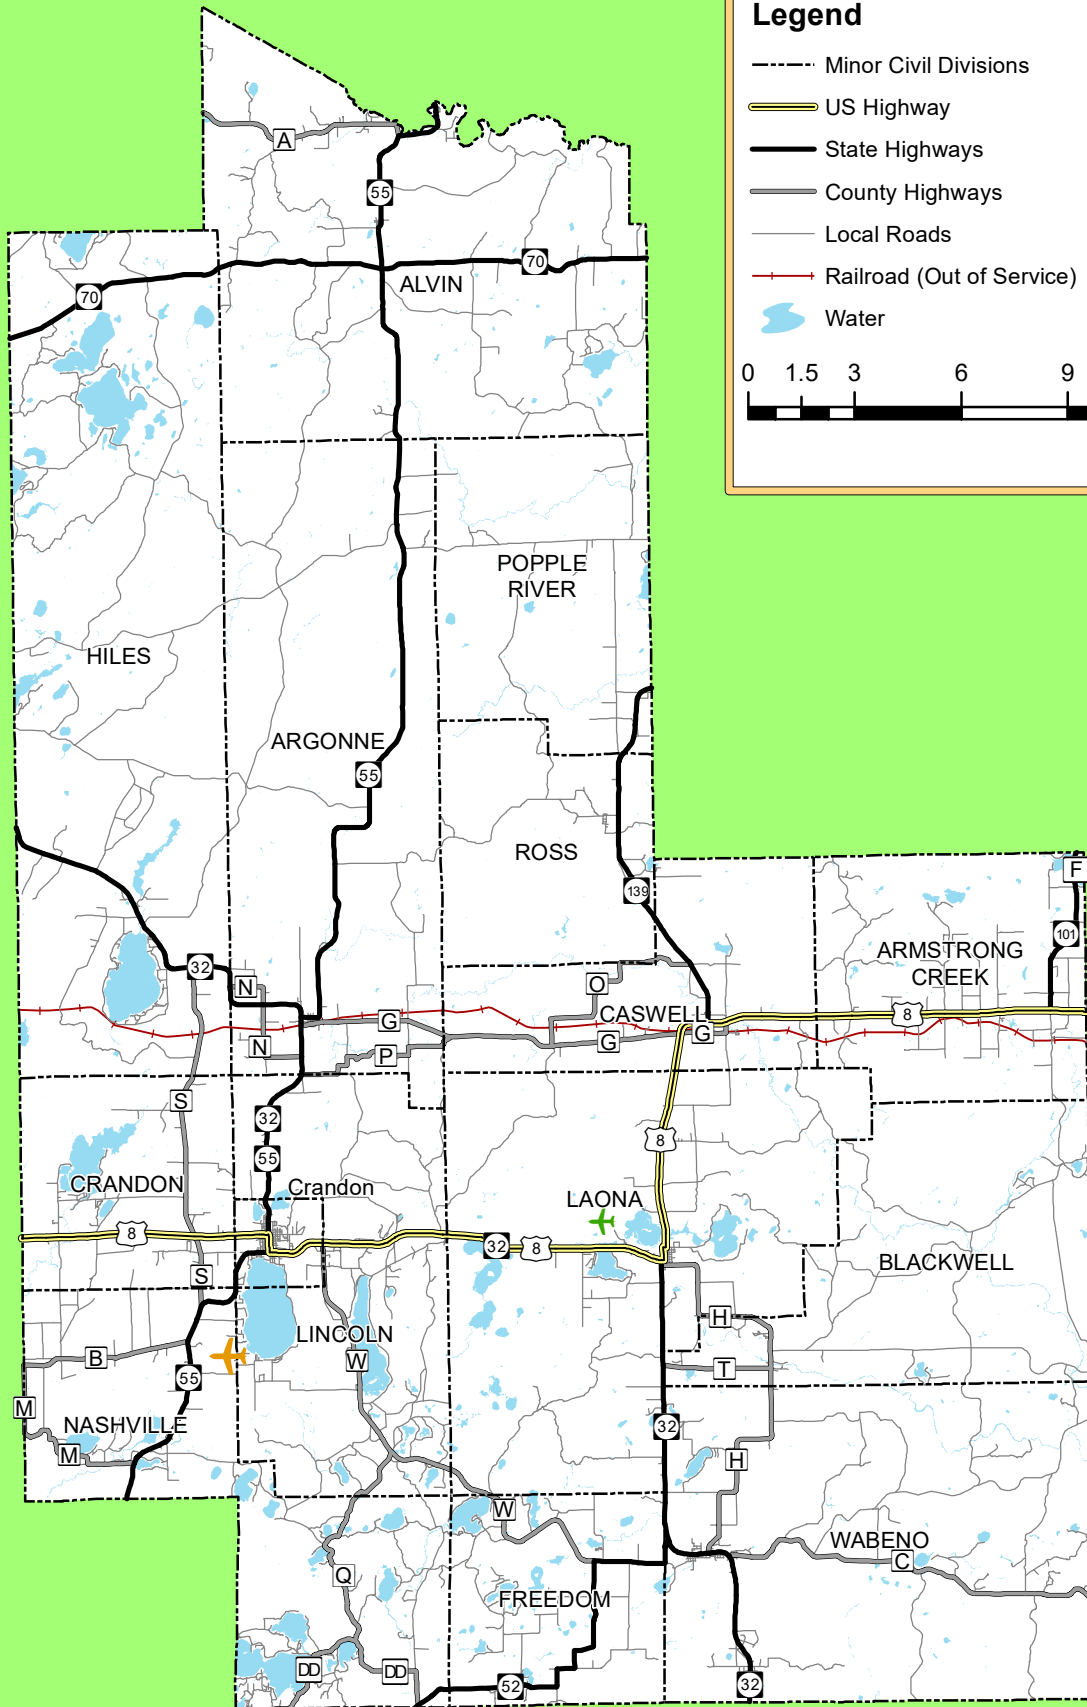 Legend
Minor Civil Divisions
US Highway
State Highways
County Highways
Local Roads
Railroad (Out of Service)
Water
0 1.5 3 6 9
A
55
70
70
ALVIN
POPPLE
RIVER
HILES
ARGONNE
55
ROSS
139
F
101
ARMSTRONG
CREEK
32
N
O
CASWELL
G
8
G
G
N
P
S
32
8
55
CRANDON
Crandon
LAONA
8
32
8
S
BLACKWELL
H
LINCOLN
B
W
T
55
M
NASHVILLE
32
M
H
W
WABENO
C
Q
FREEDOM
DD
DD
52
32